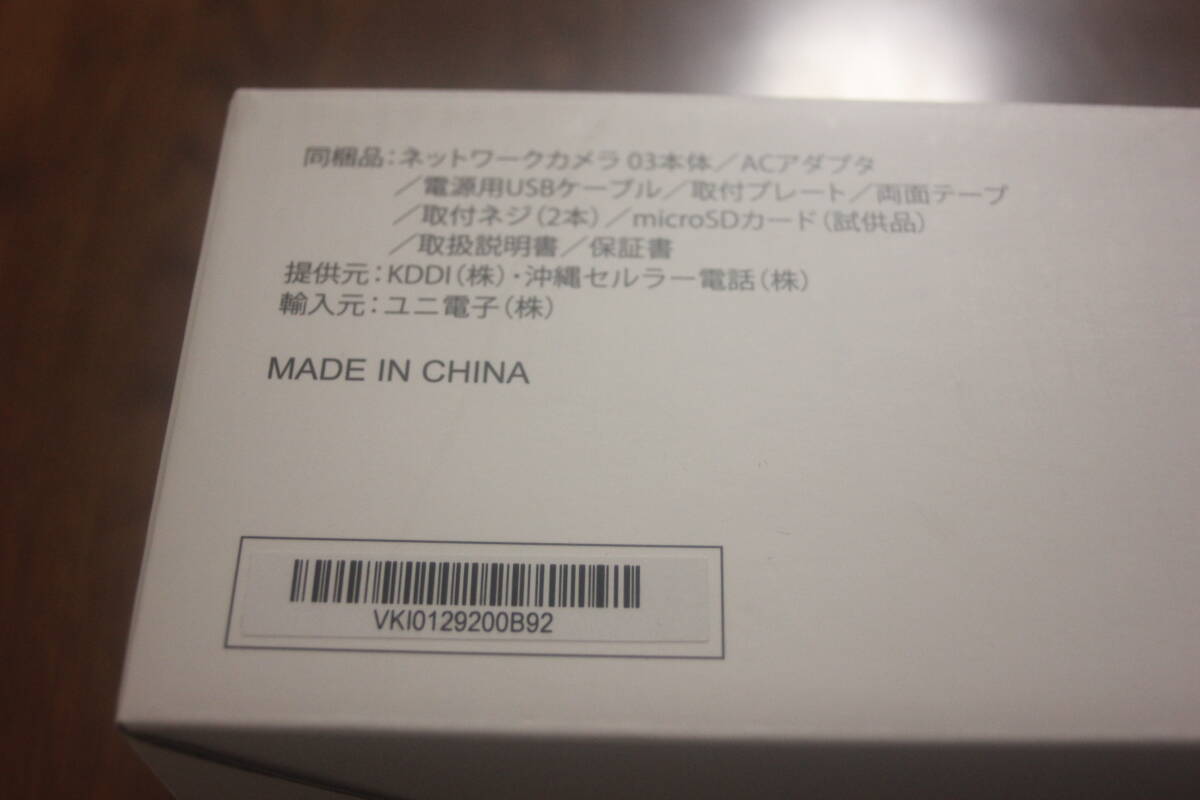 同梱品：ネットワークカメラ 03本体／ACアダプタ
／電源用USBケーブル／取付プレート／両面テープ
／取付ネジ（2本）／microSDカード（試供品）
／取扱説明書／保証書
提供元：KDDI（株）・沖縄セルラー電話（株）
輸入元：ユニ電子（株）
MADE IN CHINA
VKI0129200B92